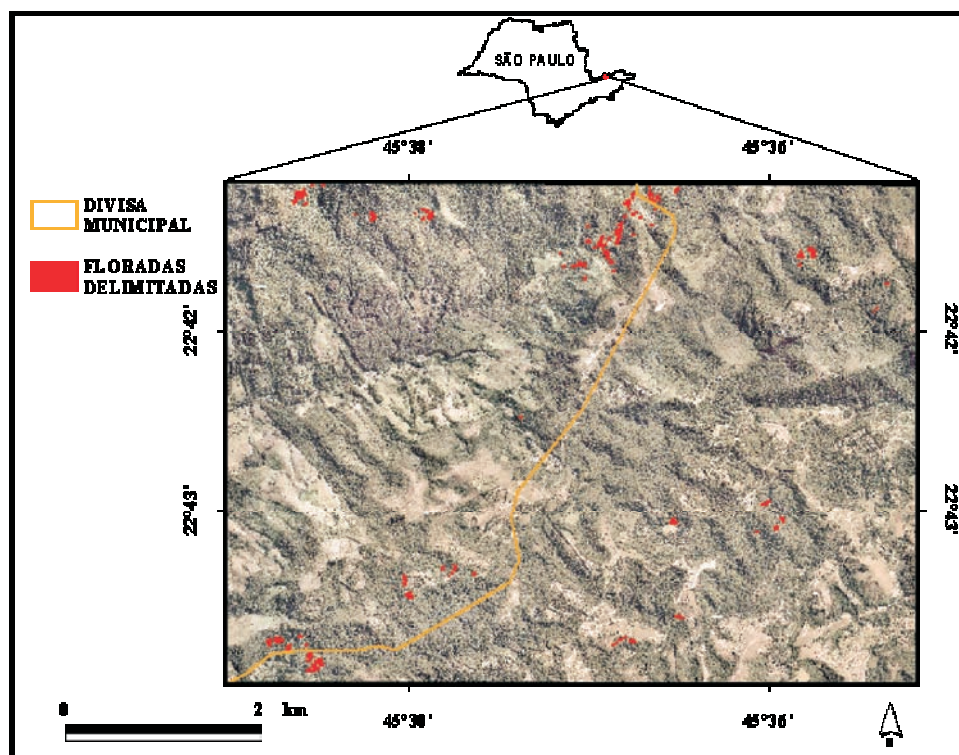 SÃO PAULO
45°38'
45°36'
DIVISA
MUNICIPAL
FLORADAS
DELIMITADAS
22°42'
22°42'
22°43'
22°43'
0 2 km
45°38'
45°36'